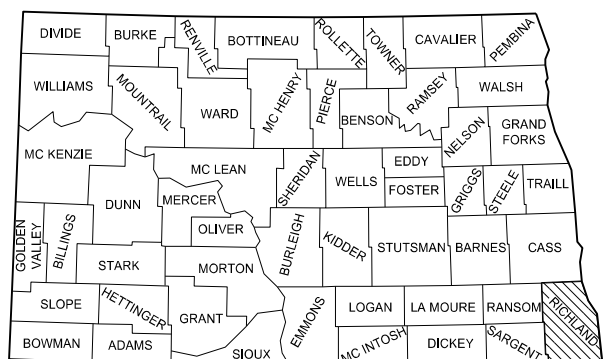 DIVIDE
BURKE
RENVILLE
BOTTINEAU
ROLLETTE
TOWNER
CAVALIER
PEMBINA
WILLIAMS
MOUNTRAIL
WARD
MC HENRY
PIERCE
BENSON
RAMSEY
WALSH
NELSON
GRAND
FORKS
MC KENZIE
DUNN
MC LEAN
MERCER
OLIVER
SHERIDAN
WELLS
EDDY
FOSTER
GRIGGS
STEELE
TRAILL
GOLDEN
VALLEY
BILLINGS
STARK
MORTON
BURLEIGH
KIDDER
STUTSMAN
BARNES
CASS
SLOPE
HETTINGER
GRANT
EMMONS
LOGAN
LA MOURE
RANSOM
RICHLAND
BOWMAN
ADAMS
SIOUX
MC INTOSH
DICKEY
SARGENT